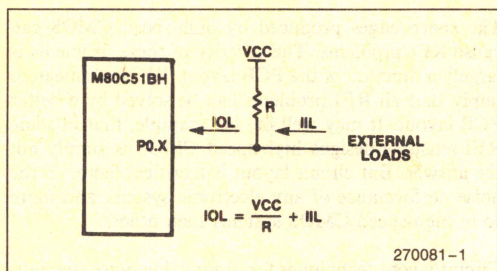 VCC
M80C51BH
R
IOL
IIL
P0.X
EXTERNAL
LOADS
IOL = VCC/R + IIL
270081-1